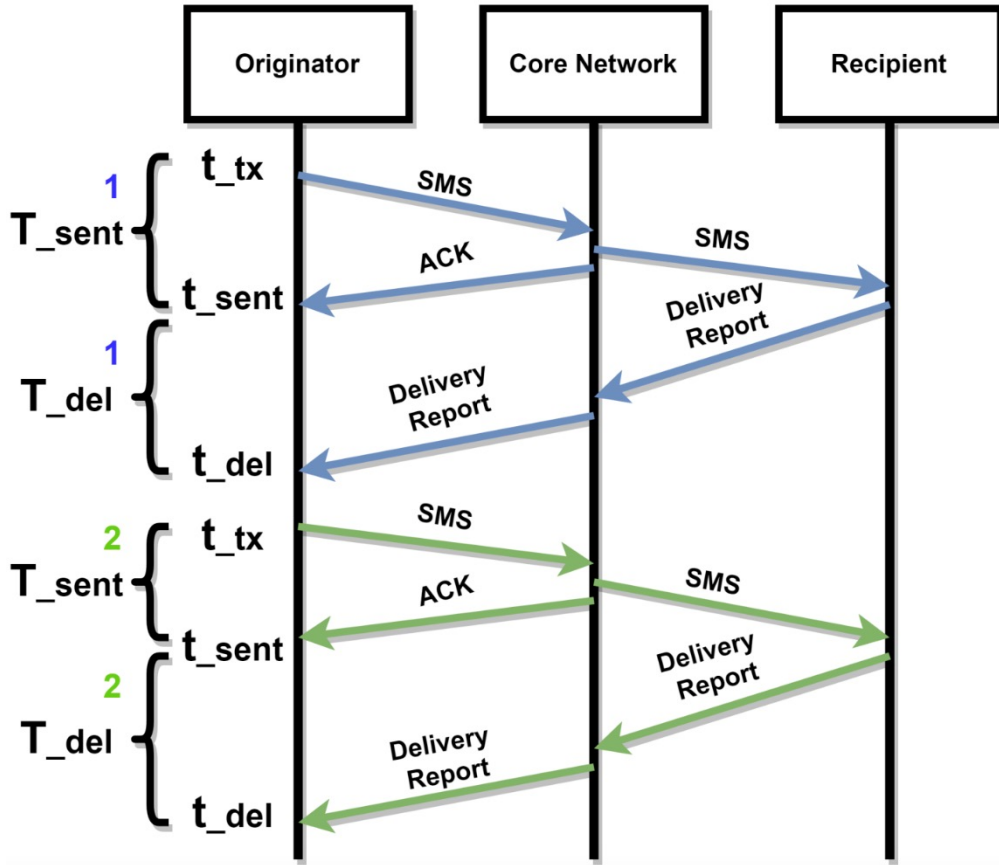 Originator
Core Network
Recipient
t_tx
SMS
1
T_sent
SMS
ACK
t_sent
Delivery
Report
1
T_del
Delivery
Report
t_del
SMS
2
t_tx
T_sent
ACK
SMS
t_sent
Delivery
Report
2
T_del
Delivery
Report
t_del